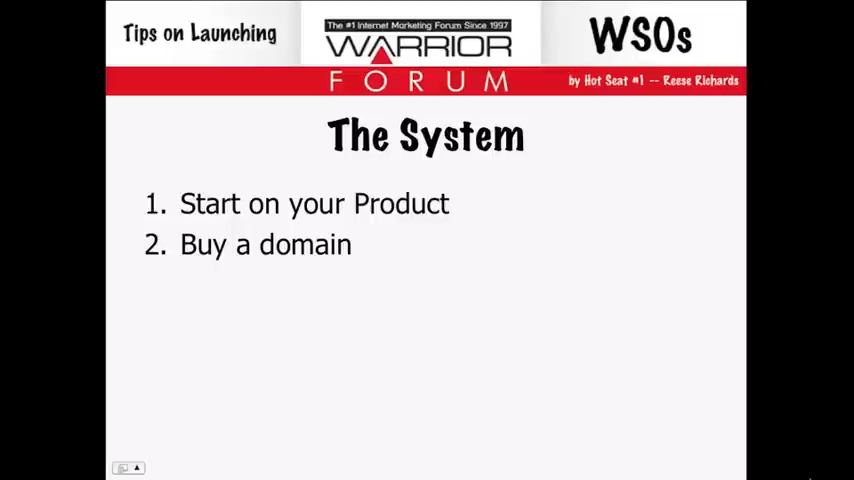 Tips on Launching
The #1 Internet Marketing Forum Since 1997
WARRIOR
FORUM
WSOs
by Hot Seat #1 -- Reese Richards
The System
1. Start on your Product
2. Buy a domain